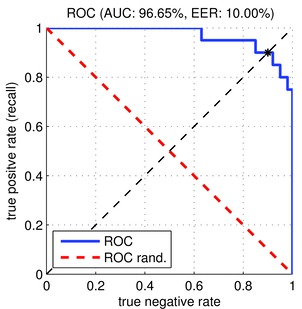 ROC (AUC: 96.65%, EER: 10.00%)
1
0.8
0.6
0.4
0.2
0
true positve rate (recall)
ROC
ROC rand.
0
0.2
0.4
0.6
0.8
1
true negative rate